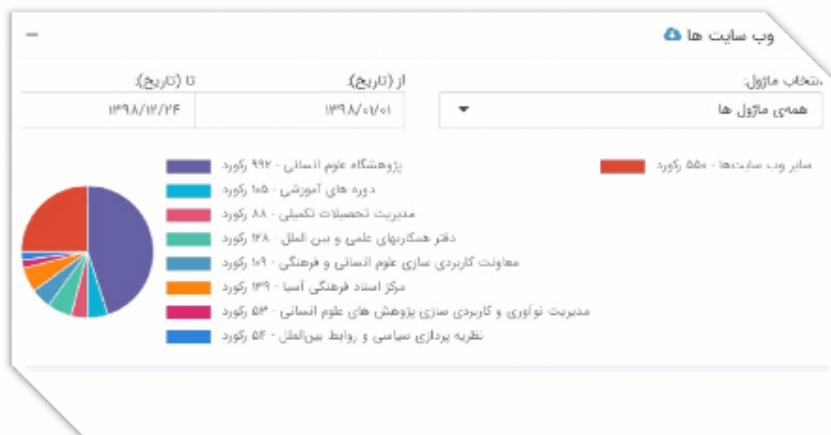 وب سایت ها
انتخاب ماژول:
از (تاریخ):
تا (تاریخ):
همه‌ی ماژول ها
۱۳۹۸/۰۱/۰۱
۱۳۹۸/۱۲/۲۴
پژوهشگاه علوم انسانی - ۹۹۲ رکورد
دوره های آموزشی - ۱۰۵ رکورد
مدیریت تحصیلات تکمیلی - ۸۸ رکورد
دفتر همکاریهای علمی و بین الملل - ۱۲۸ رکورد
معاونت کاربردی سازی علوم انسانی و فرهنگی - ۱۰۹ رکورد
مرکز اسناد فرهنگی آسیا - ۱۳۹ رکورد
مدیریت نوآوری و کاربردی سازی پژوهش های علوم انسانی - ۵۳ رکورد
نظریه پردازی سیاسی و روابط بین‌الملل - ۵۴ رکورد
سایر وب سایت‌ها - ۵۵۰ رکورد